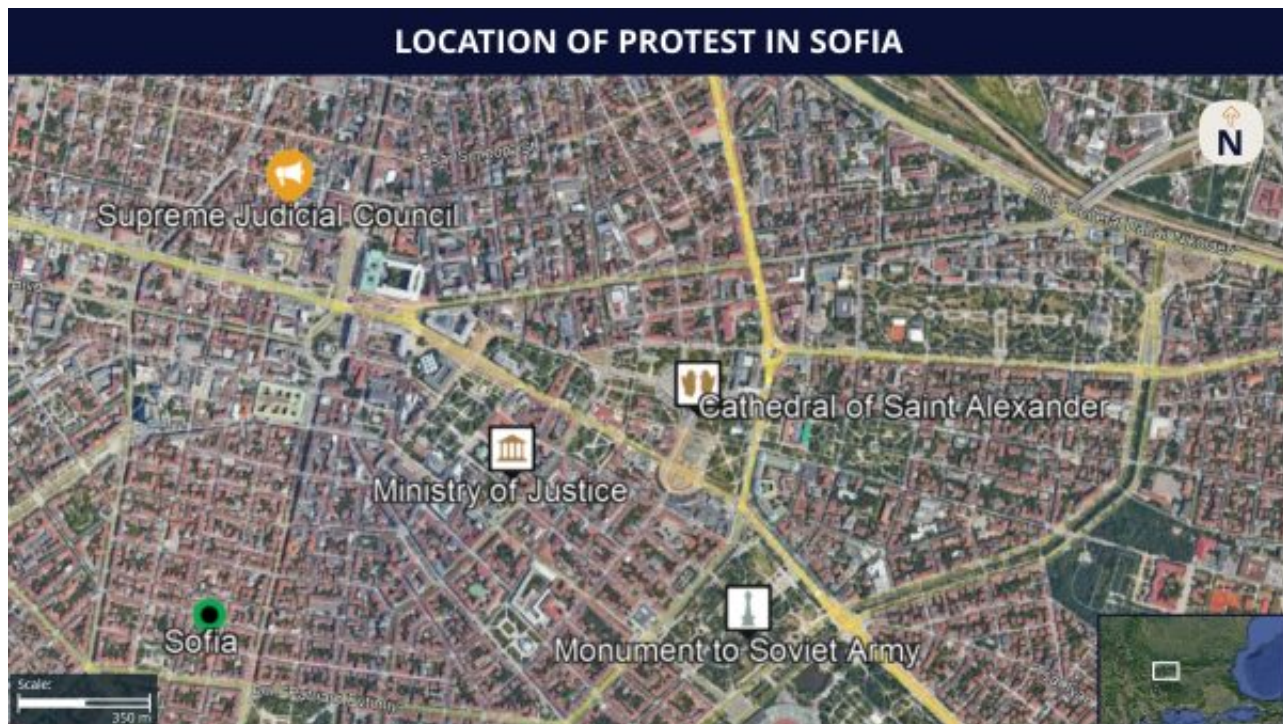 LOCATION OF PROTEST IN SOFIA
N
Supreme Judicial Council
Cathedral of Saint Alexander
Ministry of Justice
Sofia
Monument to Soviet Army
Scale:
350 m